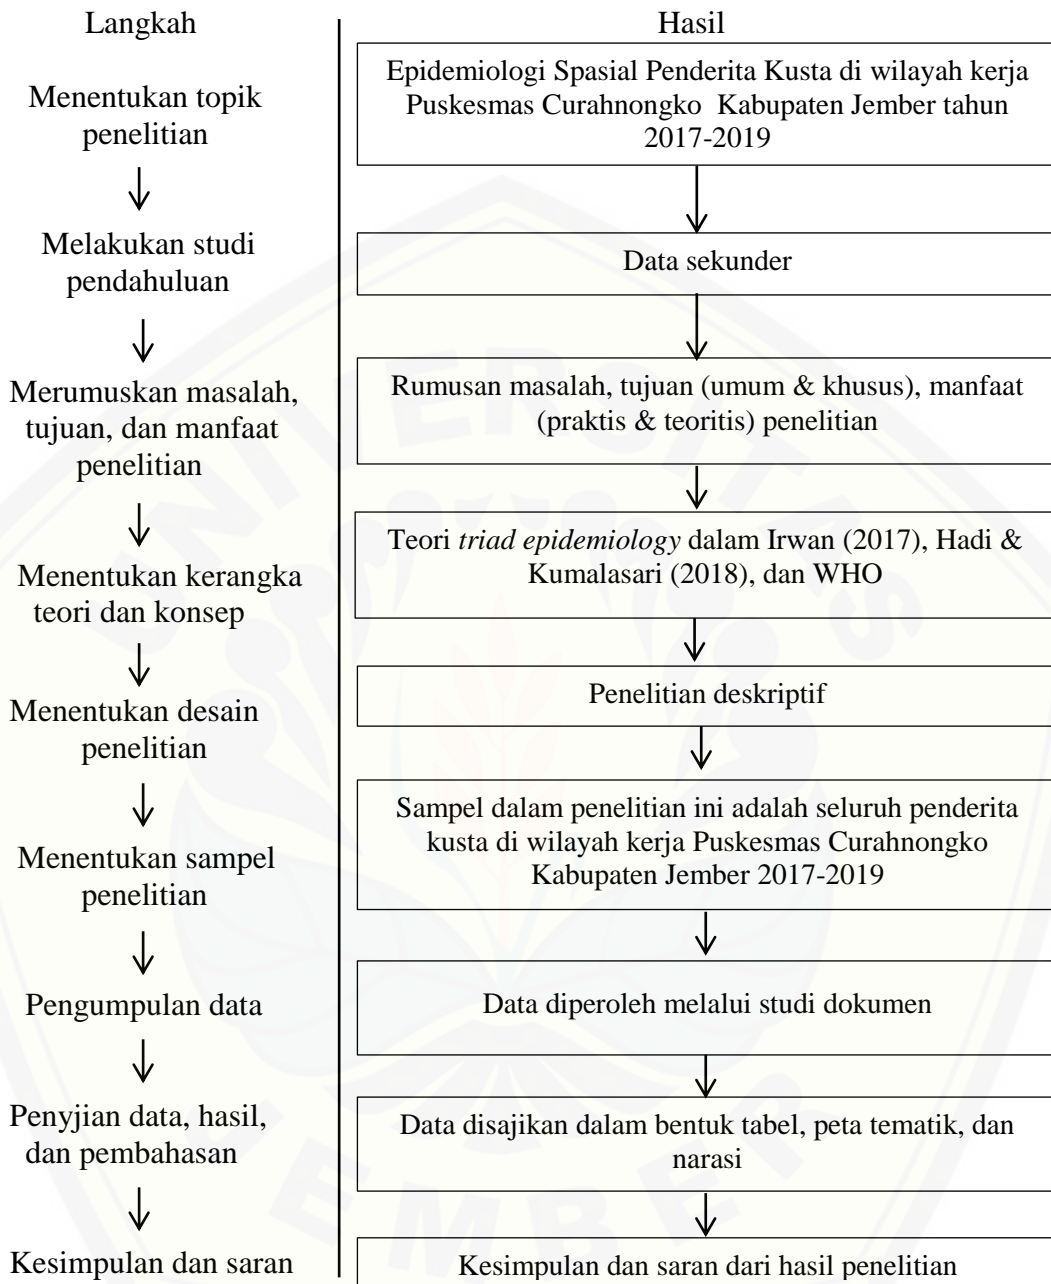 Langkah
Hasil
Menentukan topik
penelitian
Epidemiologi Spasial Penderita Kusta di wilayah kerja
Puskesmas Curahnongko Kabupaten Jember tahun
2017-2019
Melakukan studi
pendahuluan
Data sekunder
Merumuskan masalah,
tujuan, dan manfaat
penelitian
Rumusan masalah, tujuan (umum & khusus), manfaat
(praktis & teoritis) penelitian
Menentukan kerangka
teori dan konsep
Teori triad epidemiology dalam Irwan (2017), Hadi &
Kumalasari (2018), dan WHO
Menentukan desain
penelitian
Penelitian deskriptif
Menentukan sampel
penelitian
Sampel dalam penelitian ini adalah seluruh penderita
kusta di wilayah kerja Puskesmas Curahnongko
Kabupaten Jember 2017-2019
Pengumpulan data
Data diperoleh melalui studi dokumen
Penyjian data, hasil,
dan pembahasan
Data disajikan dalam bentuk tabel, peta tematik, dan
narasi
Kesimpulan dan saran
Kesimpulan dan saran dari hasil penelitian
UNIVERSITAS
JEMBER